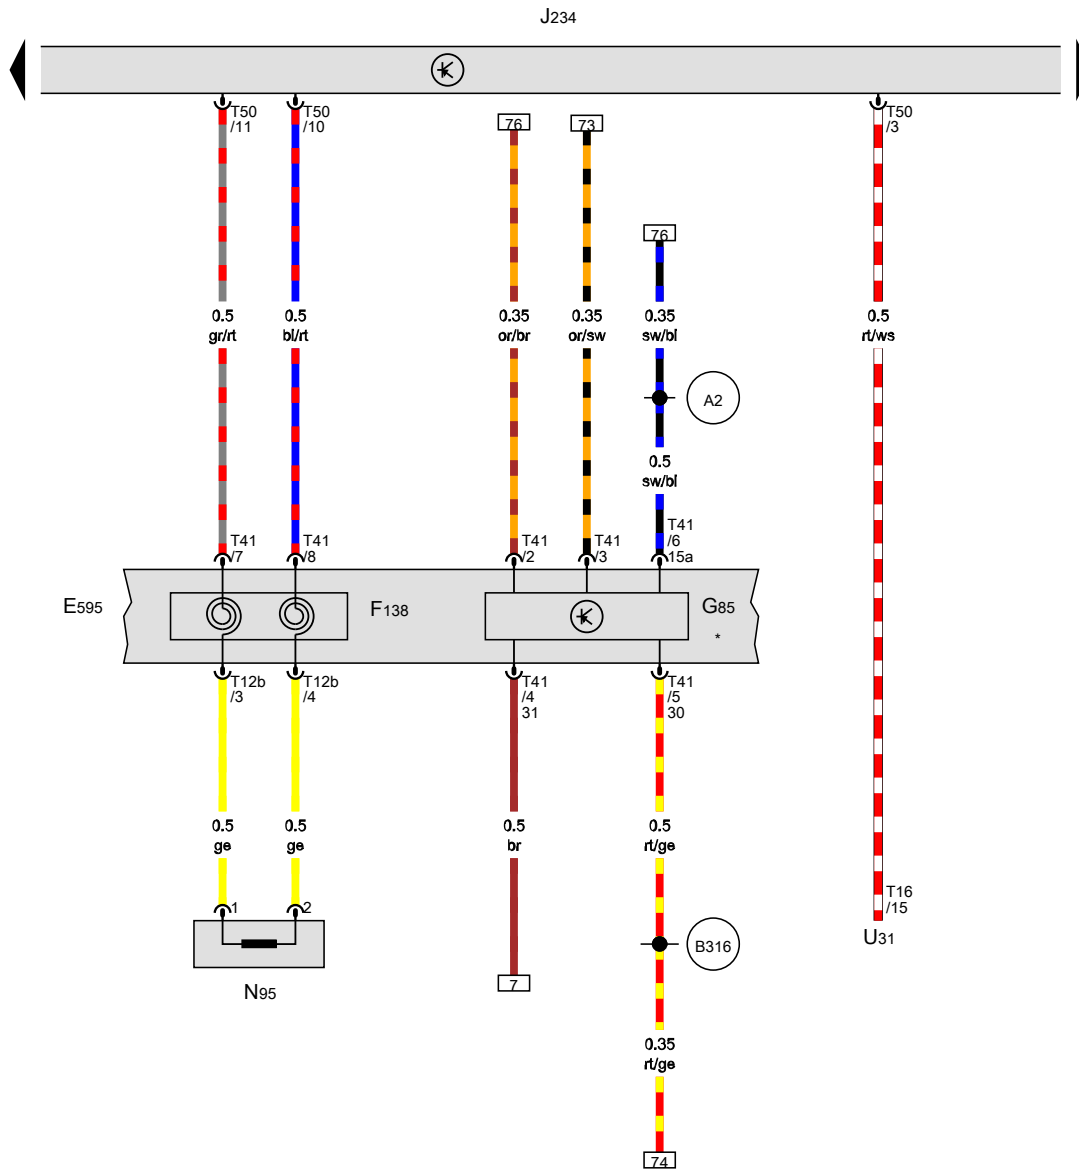 J234
T50
/11
T50
/10
T50
/3
76
73
76
0.5
gr/rt
0.5
bl/rt
0.35
or/br
0.35
or/sw
0.35
sw/bl
0.5
rt/ws
A2
0.5
sw/bl
T41
/7
T41
/8
T41
/2
T41
/3
T41
/6
15a
E595
F138
G85
*
T12b
/3
T12b
/4
T41
/4
31
T41
/5
30
0.5
ge
0.5
ge
0.5
br
0.5
rt/ge
1
2
T16
/15
U31
B316
N95
7
0.35
rt/ge
74